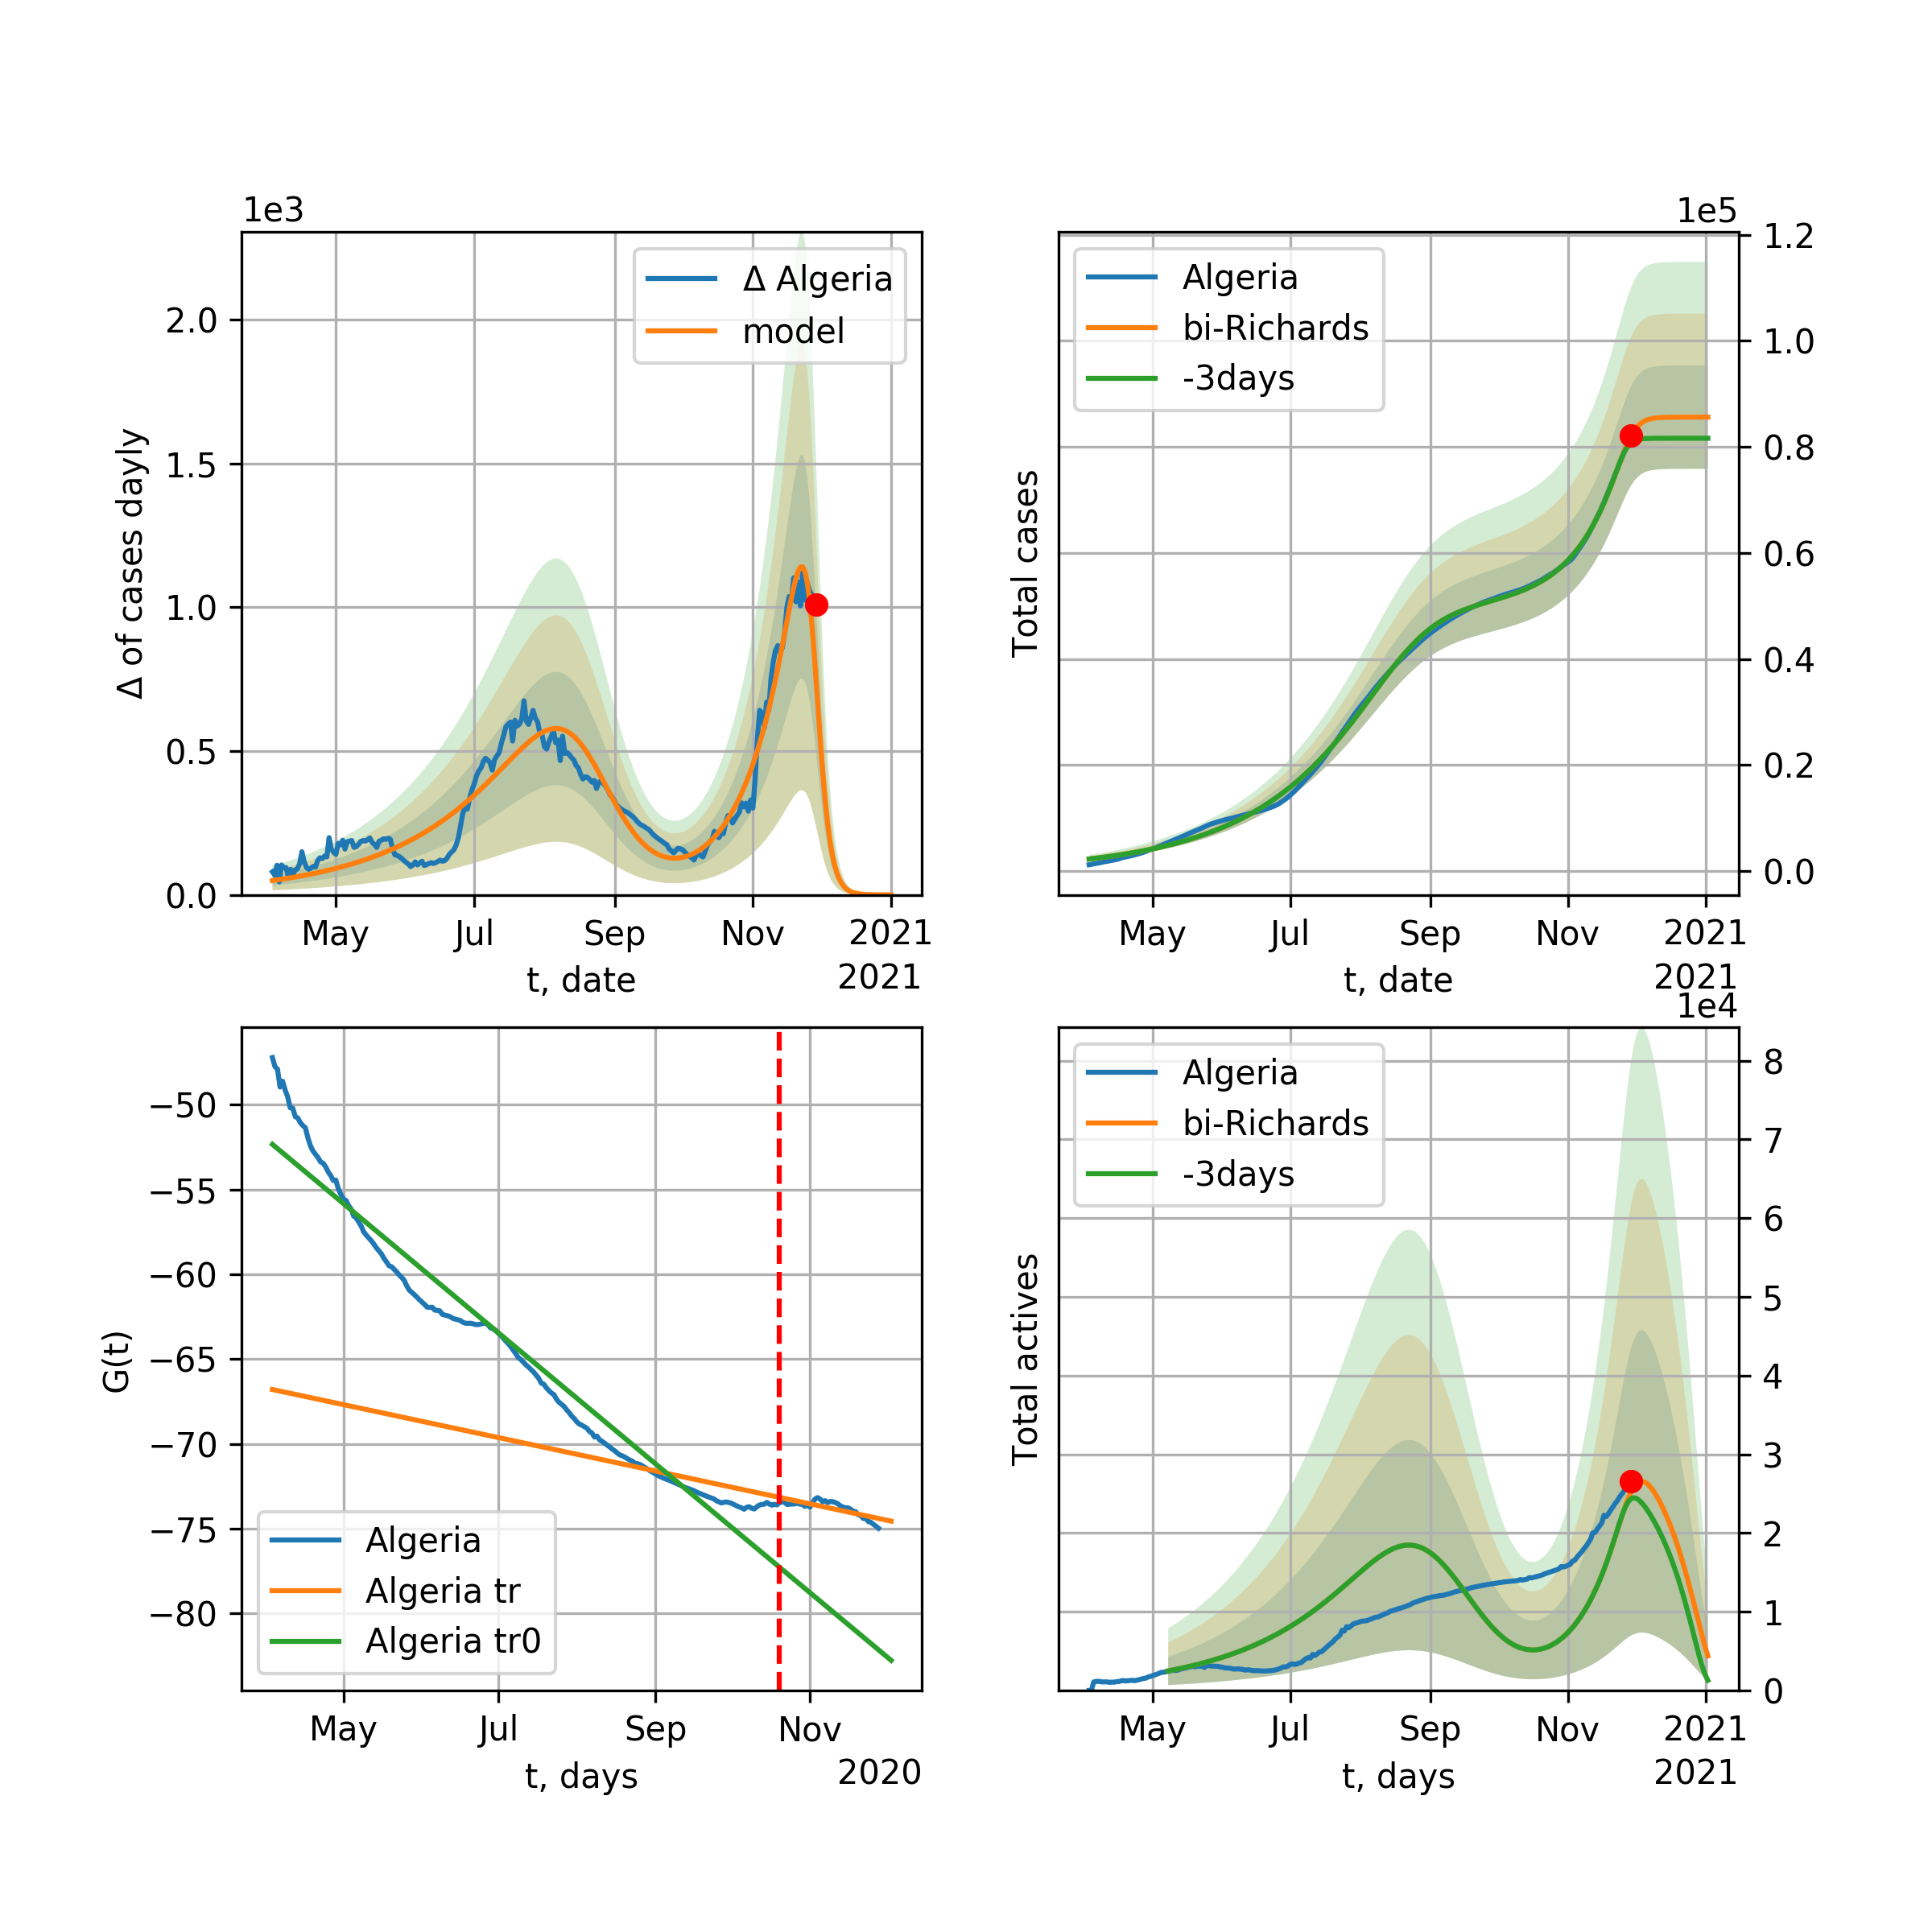 1e3
2.0
1.5
1.0
0.5
0.0
Δ of cases dayly
Δ Algeria
model
May Jul Sep Nov 2021
t, date
2021
1e5
1.2
1.0
0.8
0.6
0.4
0.2
0.0
Total cases
Algeria
bi-Richards
-3days
May Jul Sep Nov 2021
t, date
2021
−50
−55
−60
−65
−70
−75
−80
G(t)
Algeria
Algeria tr
Algeria tr0
May Jul Sep Nov
t, days
2020
1e4
8
7
6
5
4
3
2
1
0
Total actives
Algeria
bi-Richards
-3days
May Jul Sep Nov 2021
t, days
2021